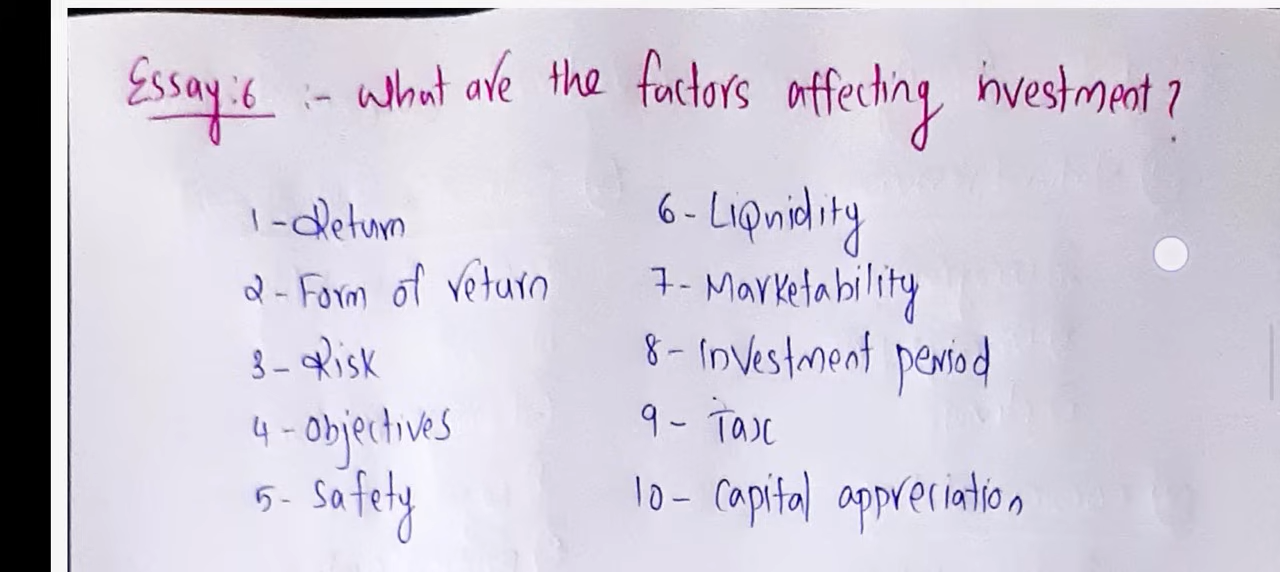 Essay:6 :- What are the factors affecting investment?
1 - Return
2 - Form of return
3 - Risk
4 - Objectives
5 - Safety
6 - Liquidity
7 - Marketability
8 - Investment period
9 - Tax
10 - Capital appreciation